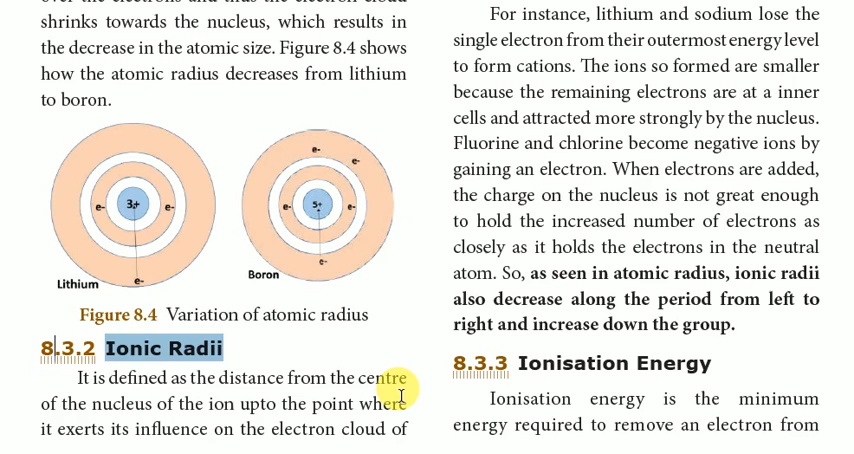 shrinks towards the nucleus, which results in
the decrease in the atomic size. Figure 8.4 shows
how the atomic radius decreases from lithium
to boron.
3+
e-
e-
e-
Lithium
5+
e-
e-
e-
e-
e-
Boron
Figure 8.4 Variation of atomic radius
8.3.2 Ionic Radii
It is defined as the distance from the centre
of the nucleus of the ion upto the point where
it exerts its influence on the electron cloud of
For instance, lithium and sodium lose the
single electron from their outermost energy level
to form cations. The ions so formed are smaller
because the remaining electrons are at a inner
cells and attracted more strongly by the nucleus.
Fluorine and chlorine become negative ions by
gaining an electron. When electrons are added,
the charge on the nucleus is not great enough
to hold the increased number of electrons as
closely as it holds the electrons in the neutral
atom. So, as seen in atomic radius, ionic radii
also decrease along the period from left to
right and increase down the group.
8.3.3 Ionisation Energy
Ionisation energy is the minimum
energy required to remove an electron from